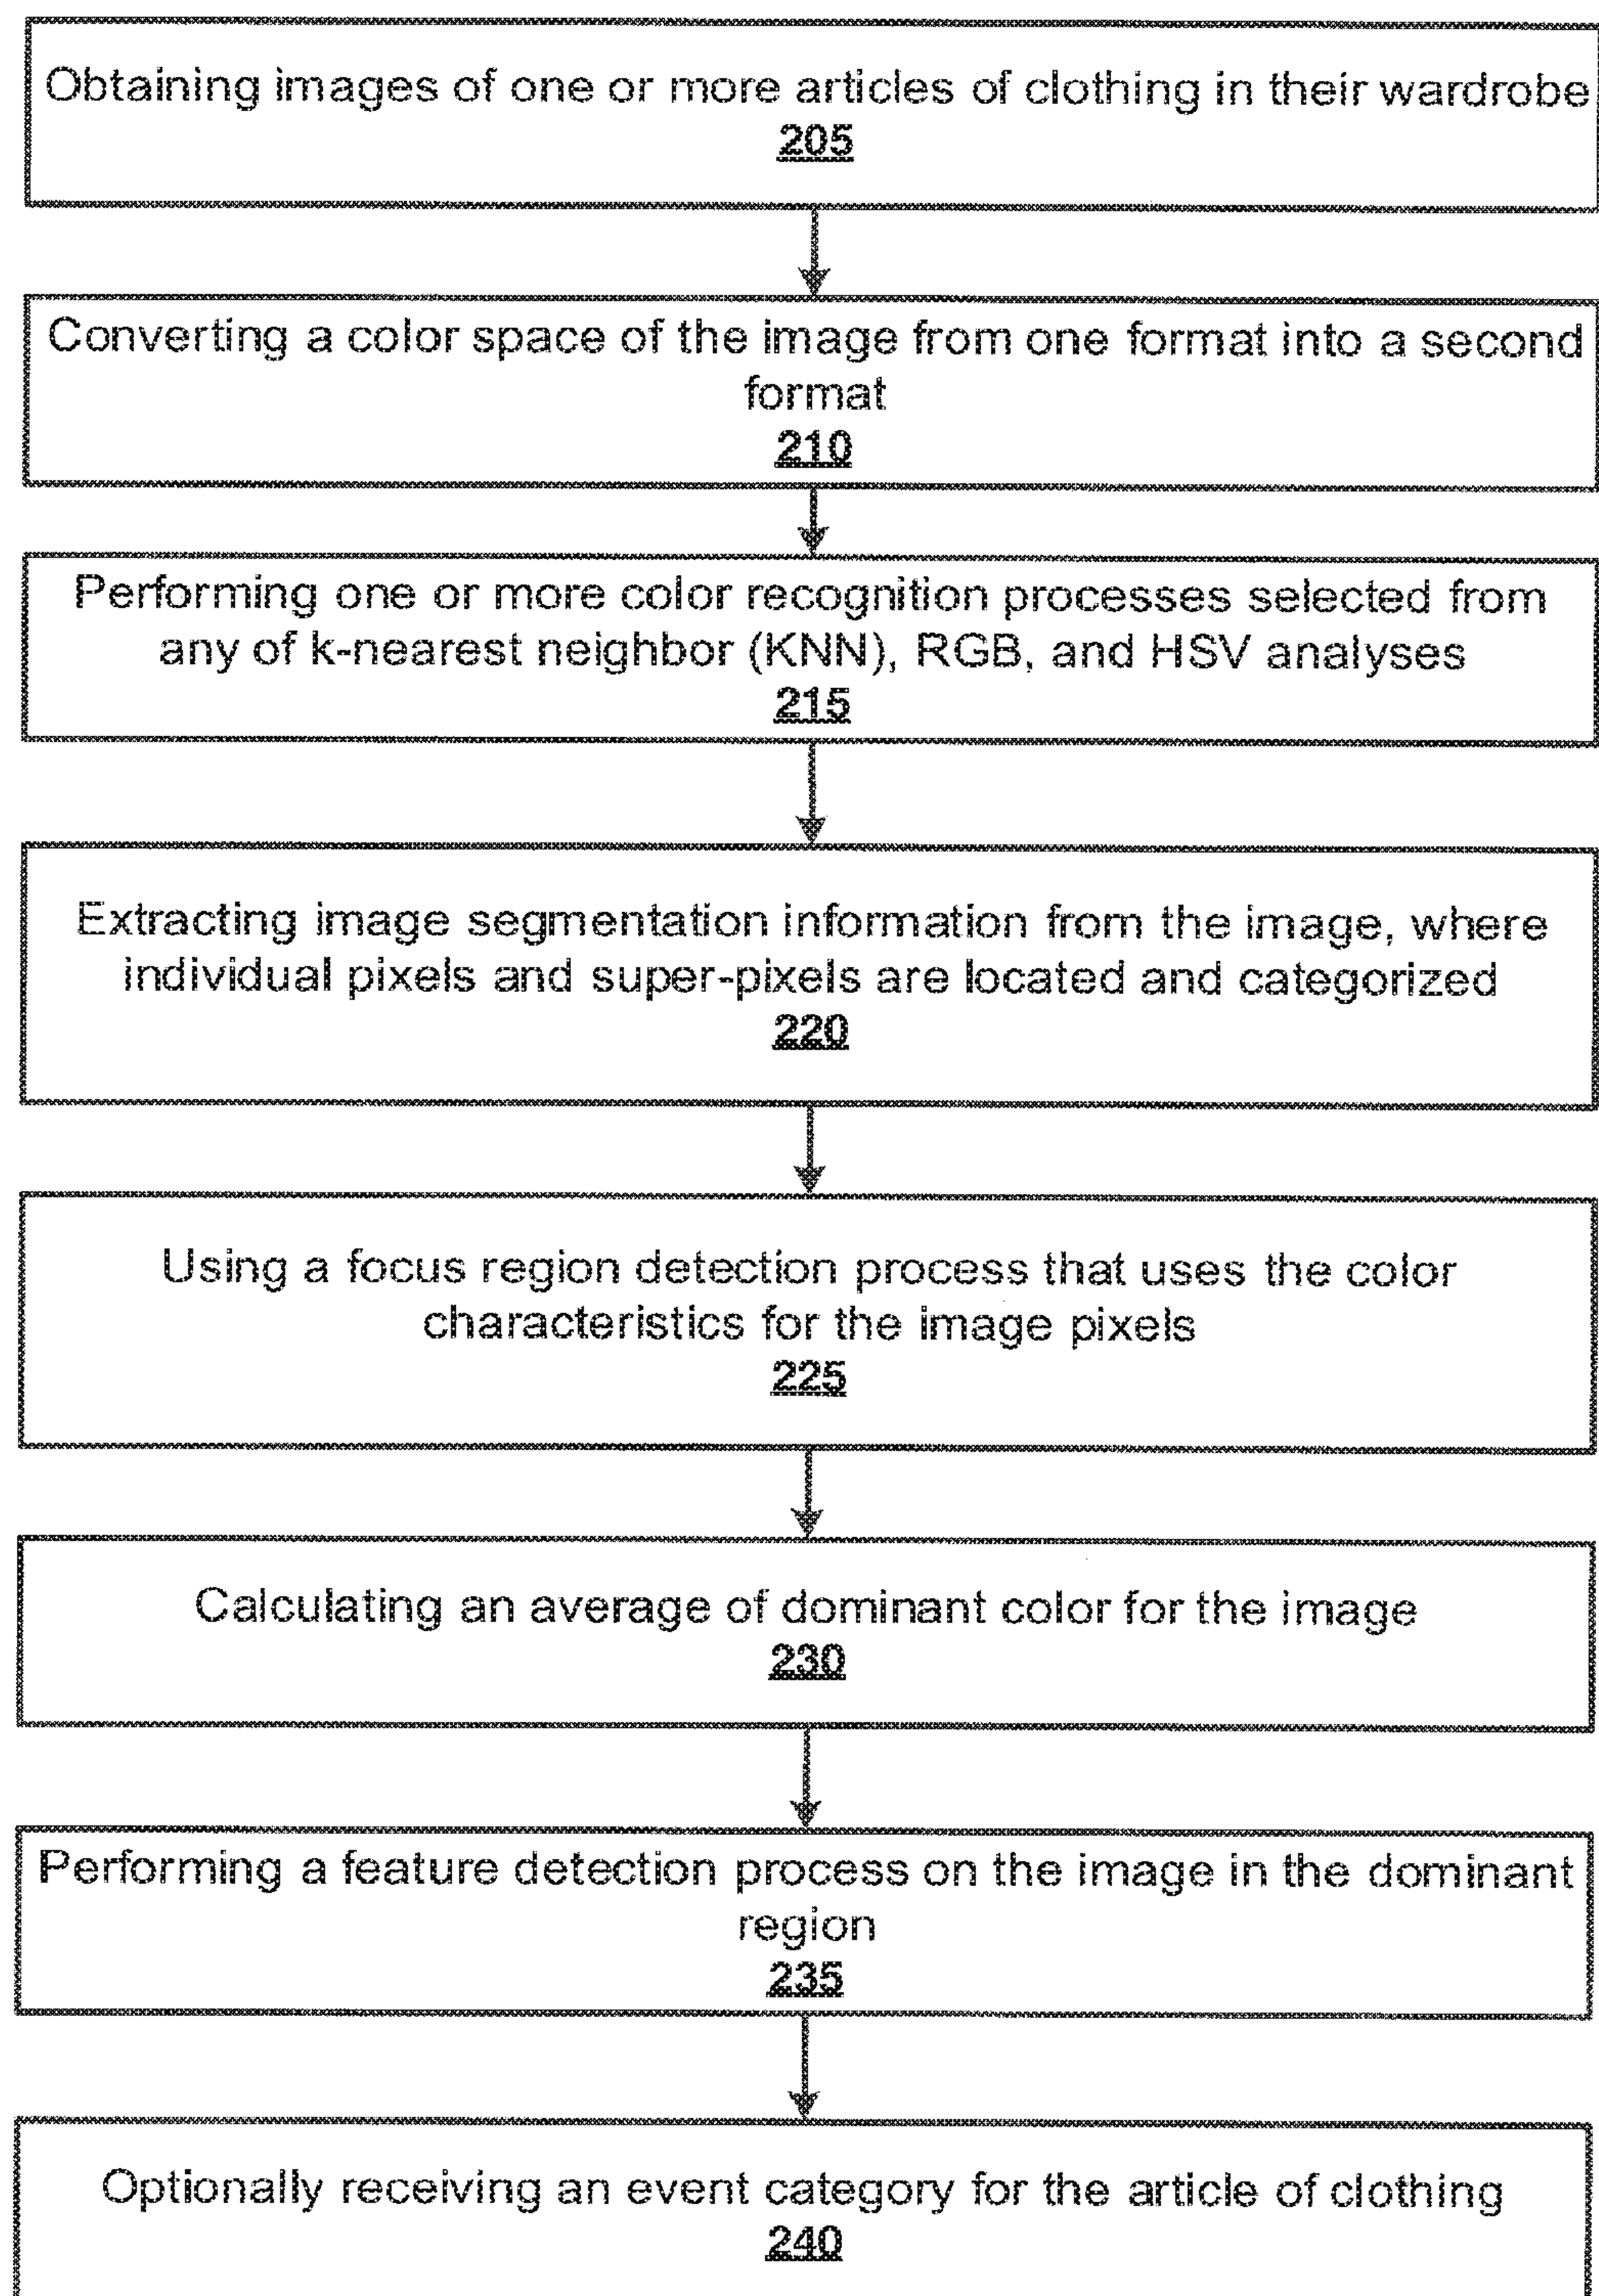 Obtaining images of one or more articles of clothing in their wardrobe
205
Converting a color space of the image from one format into a second
format
210
Performing one or more color recognition processes selected from
any of k-nearest neighbor (KNN), RGB, and HSV analyses
215
Extracting image segmentation information from the image, where
individual pixels and super-pixels are located and categorized
220
Using a focus region detection process that uses the color
characteristics for the image pixels
225
Calculating an average of dominant color for the image
230
Performing a feature detection process on the image in the dominant
region
235
Optionally receiving an event category for the article of clothing
240